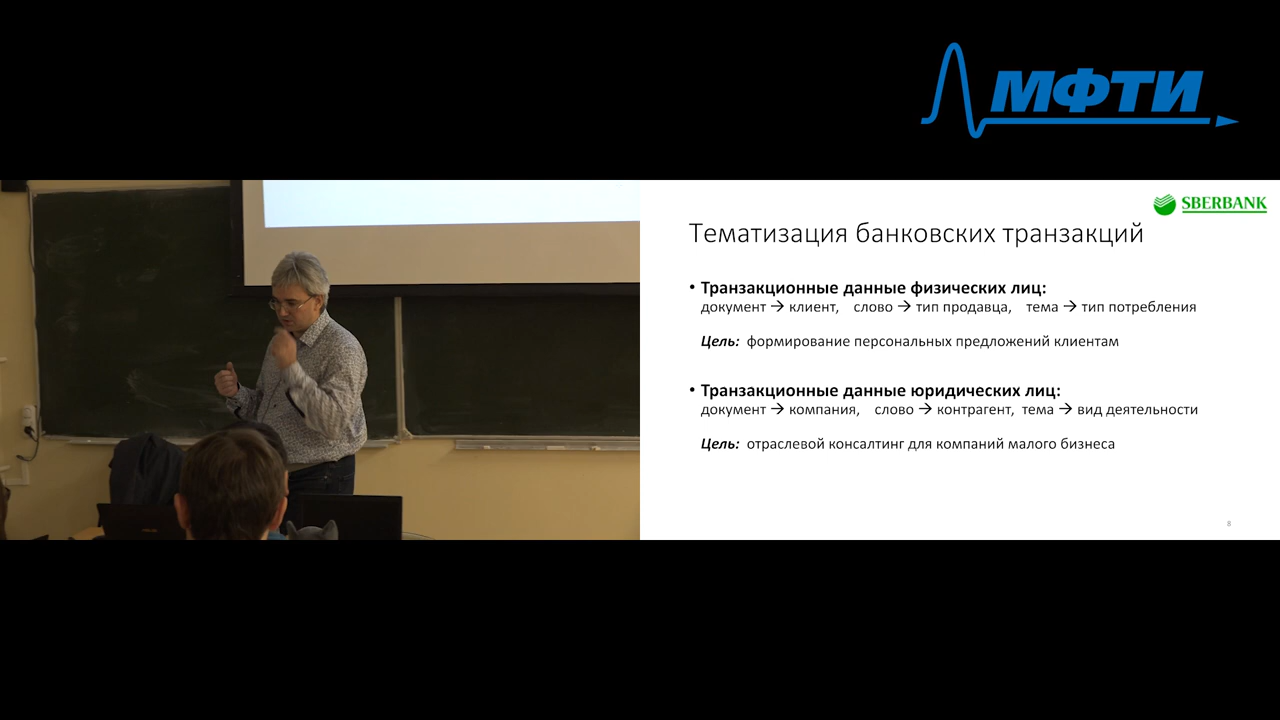 МФТИ
SBERBANK
Тематизация банковских транзакций
• Транзакционные данные физических лиц:
документ → клиент, слово → тип продавца, тема → тип потребления
Цель: формирование персональных предложений клиентам
• Транзакционные данные юридических лиц:
документ → компания, слово → контрагент, тема → вид деятельности
Цель: отраслевой консалтинг для компаний малого бизнеса
8